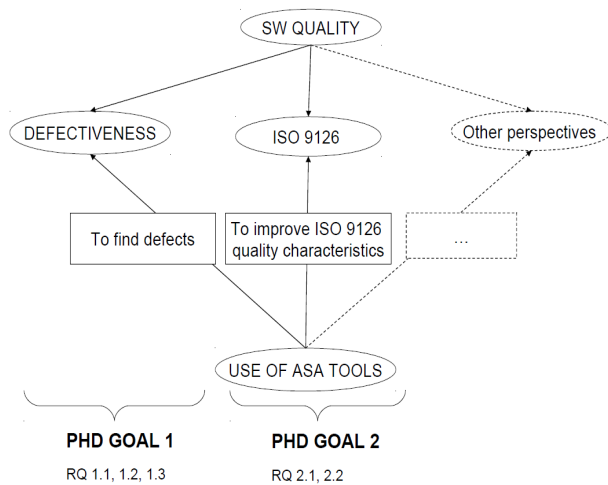 SW QUALITY
DEFECTIVENESS
ISO 9126
Other perspectives
To find defects
To improve ISO 9126
quality characteristics
...
USE OF ASA TOOLS
PHD GOAL 1
PHD GOAL 2
RQ 1.1, 1.2, 1.3
RQ 2.1, 2.2